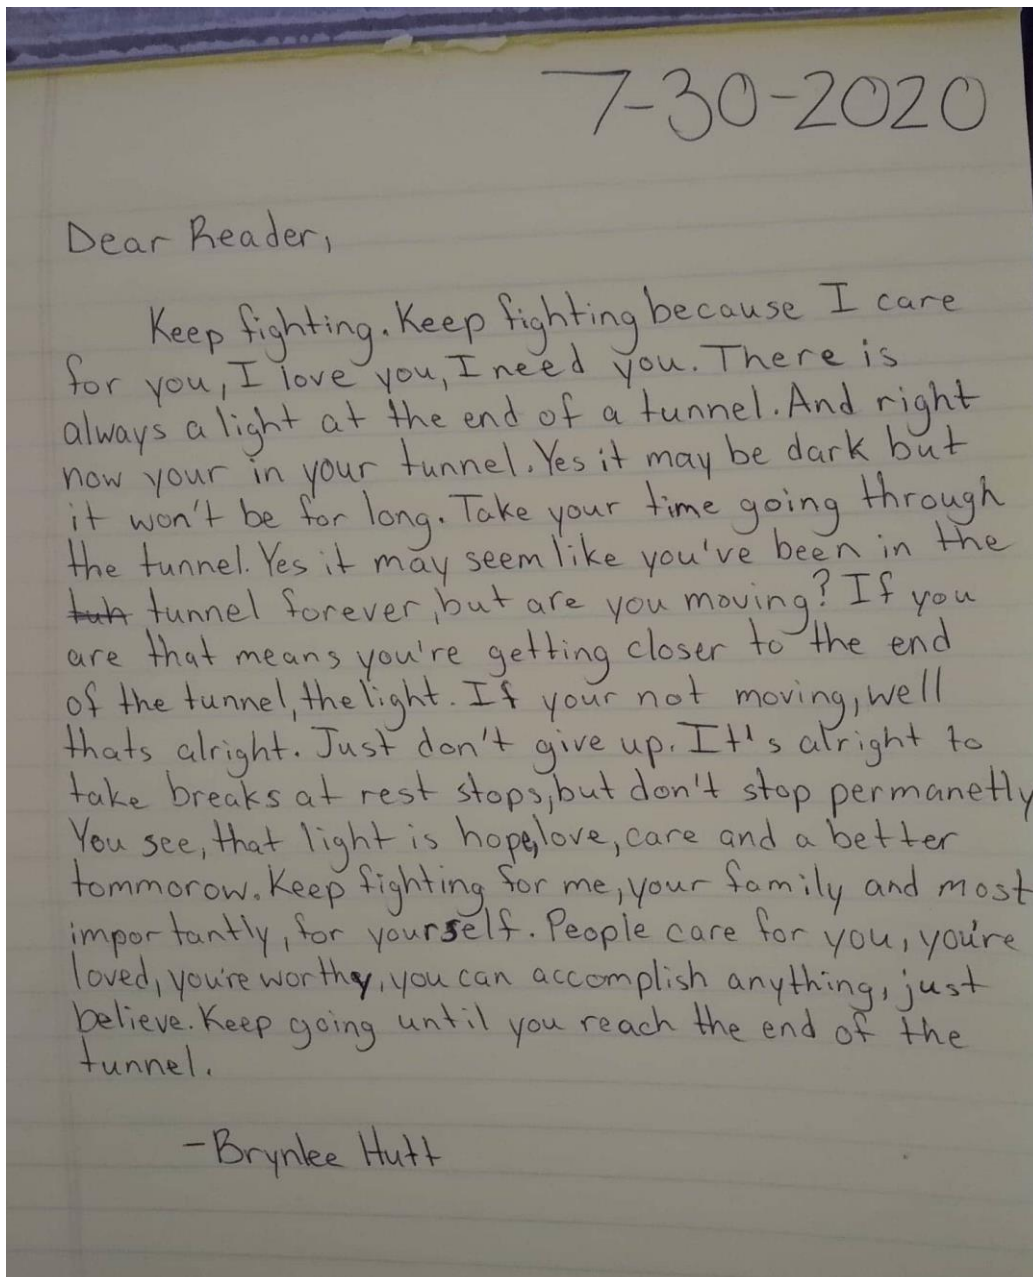 7-30-2020
Dear Reader,
Keep fighting. Keep fighting because I care
for you, I love you, I need you. There is
always a light at the end of a tunnel. And right
now your in your tunnel. Yes it may be dark but
it won't be for long. Take your time going through
the tunnel. Yes it may seem like you've been in the
tunnel forever, but are you moving? If you
are that means you're getting closer to the end
of the tunnel, the light. If your not moving, well
thats alright. Just don't give up. It's alright to
take breaks at rest stops, but don't stop permanetly
You see, that light is hope, love, care and a better
tommorow. Keep fighting for me, your family and most
importantly, for yourself. People care for you, you're
loved, you're worthy, you can accomplish anything, just
believe. Keep going until you reach the end of the
tunnel.
-Brynlee Hutt